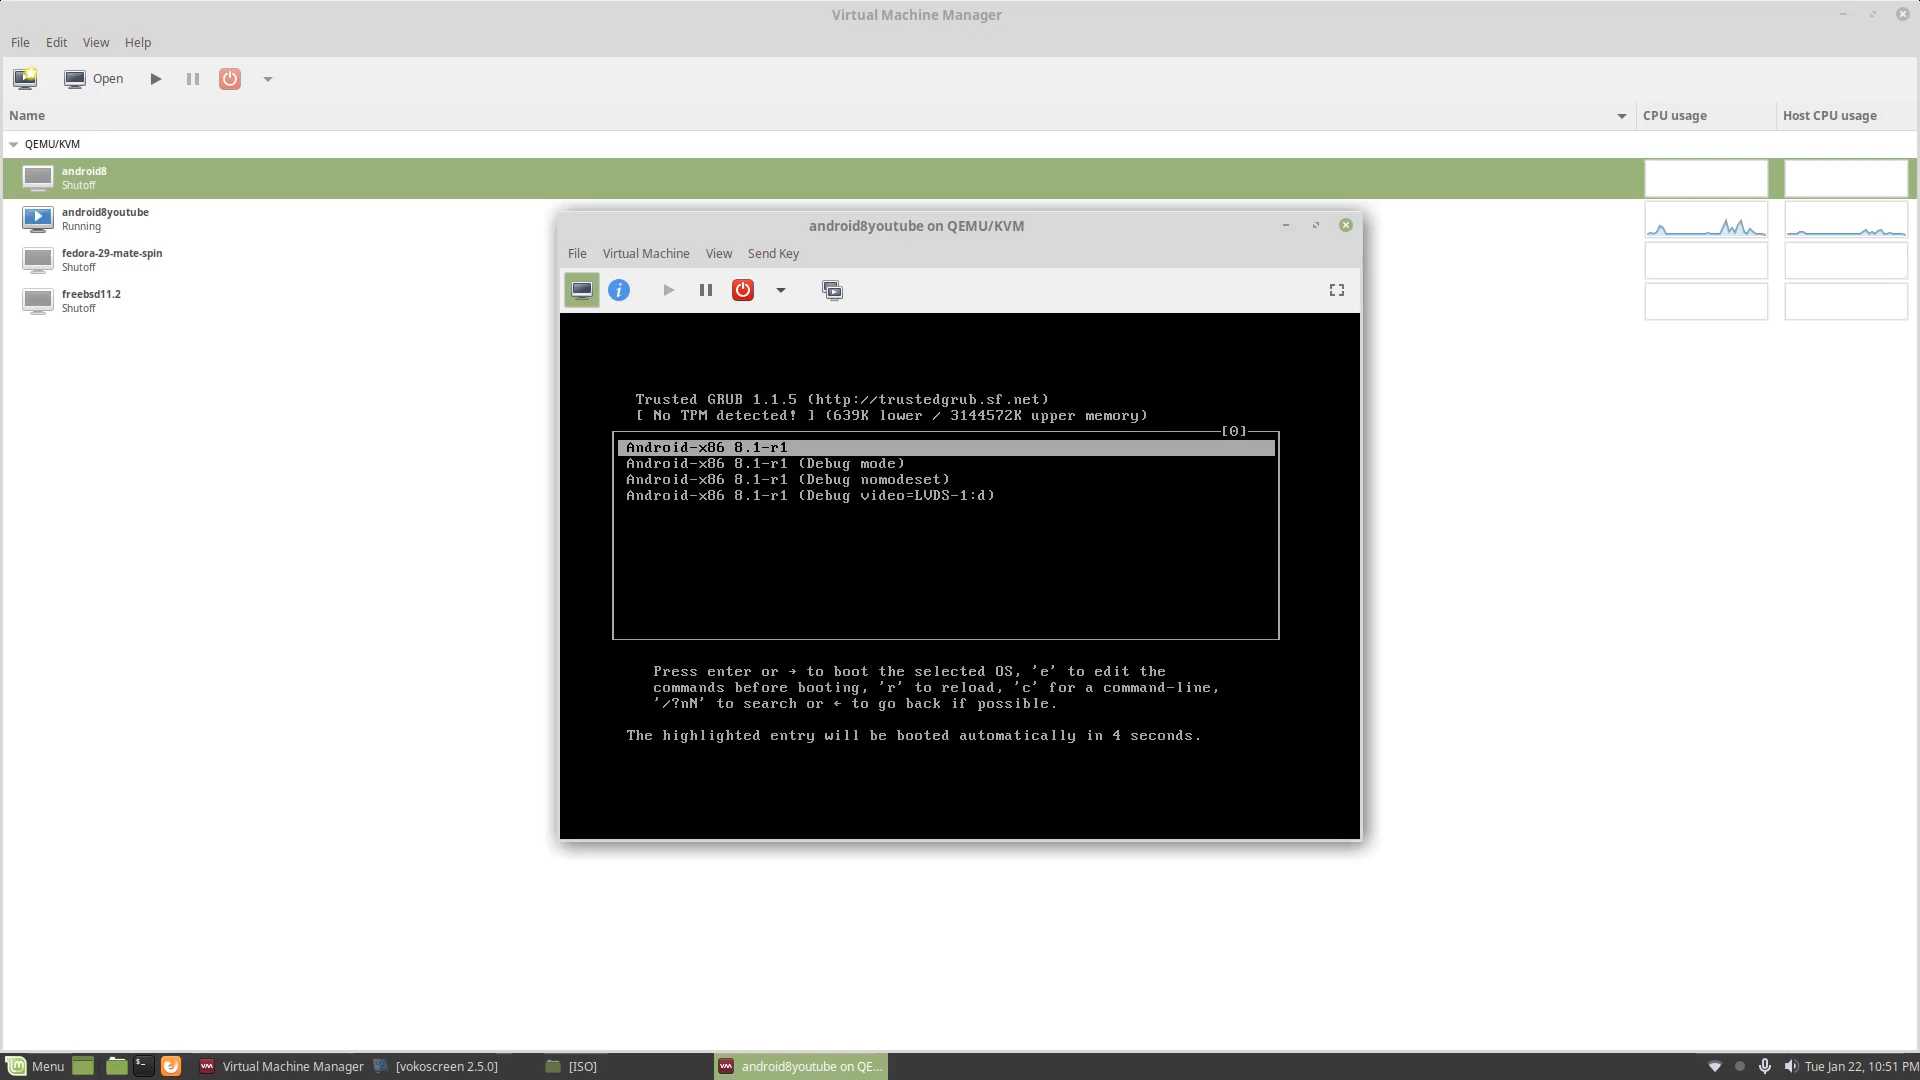 Virtual Machine Manager
File Edit View Help
Open
Name CPU usage Host CPU usage
QEMU/KVM
android8
Shutoff
android8youtube
Running
fedora-29-mate-spin
Shutoff
freebsd11.2
Shutoff
android8youtube on QEMU/KVM
File Virtual Machine View Send Key
Trusted GRUB 1.1.5 (http://trustedgrub.sf.net)
[ No TPM detected! ] (639K lower / 3144572K upper memory)
[0]
Android-x86 8.1-r1
Android-x86 8.1-r1 (Debug mode)
Android-x86 8.1-r1 (Debug nomodeset)
Android-x86 8.1-r1 (Debug video=LVDS-1:d)
Press enter or → to boot the selected OS, 'e' to edit the
commands before booting, 'r' to reload, 'c' for a command-line,
'/?nN' to search or ← to go back if possible.
The highlighted entry will be booted automatically in 4 seconds.
Menu Virtual Machine Manager [vokoscreen 2.5.0] [ISO] android8youtube on QE... Tue Jan 22, 10:51 PM